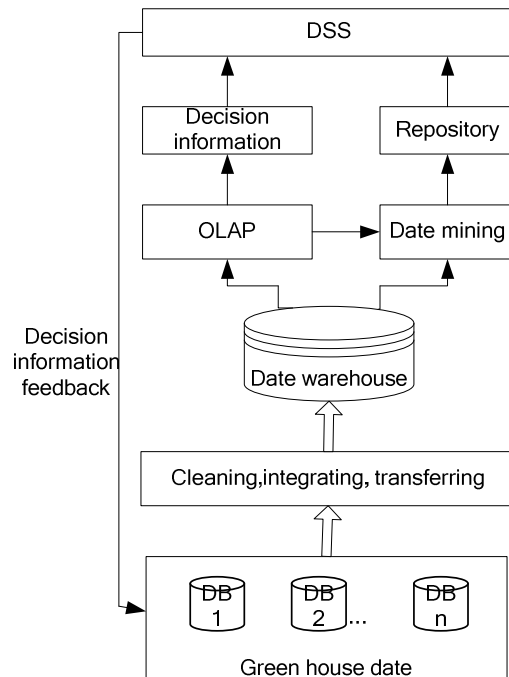 DSS
Decision
information
Repository
OLAP
Date mining
Decision
information
feedback
Date warehouse
Cleaning,integrating, transferring
DB
1
DB
2
...
DB
n
Green house date